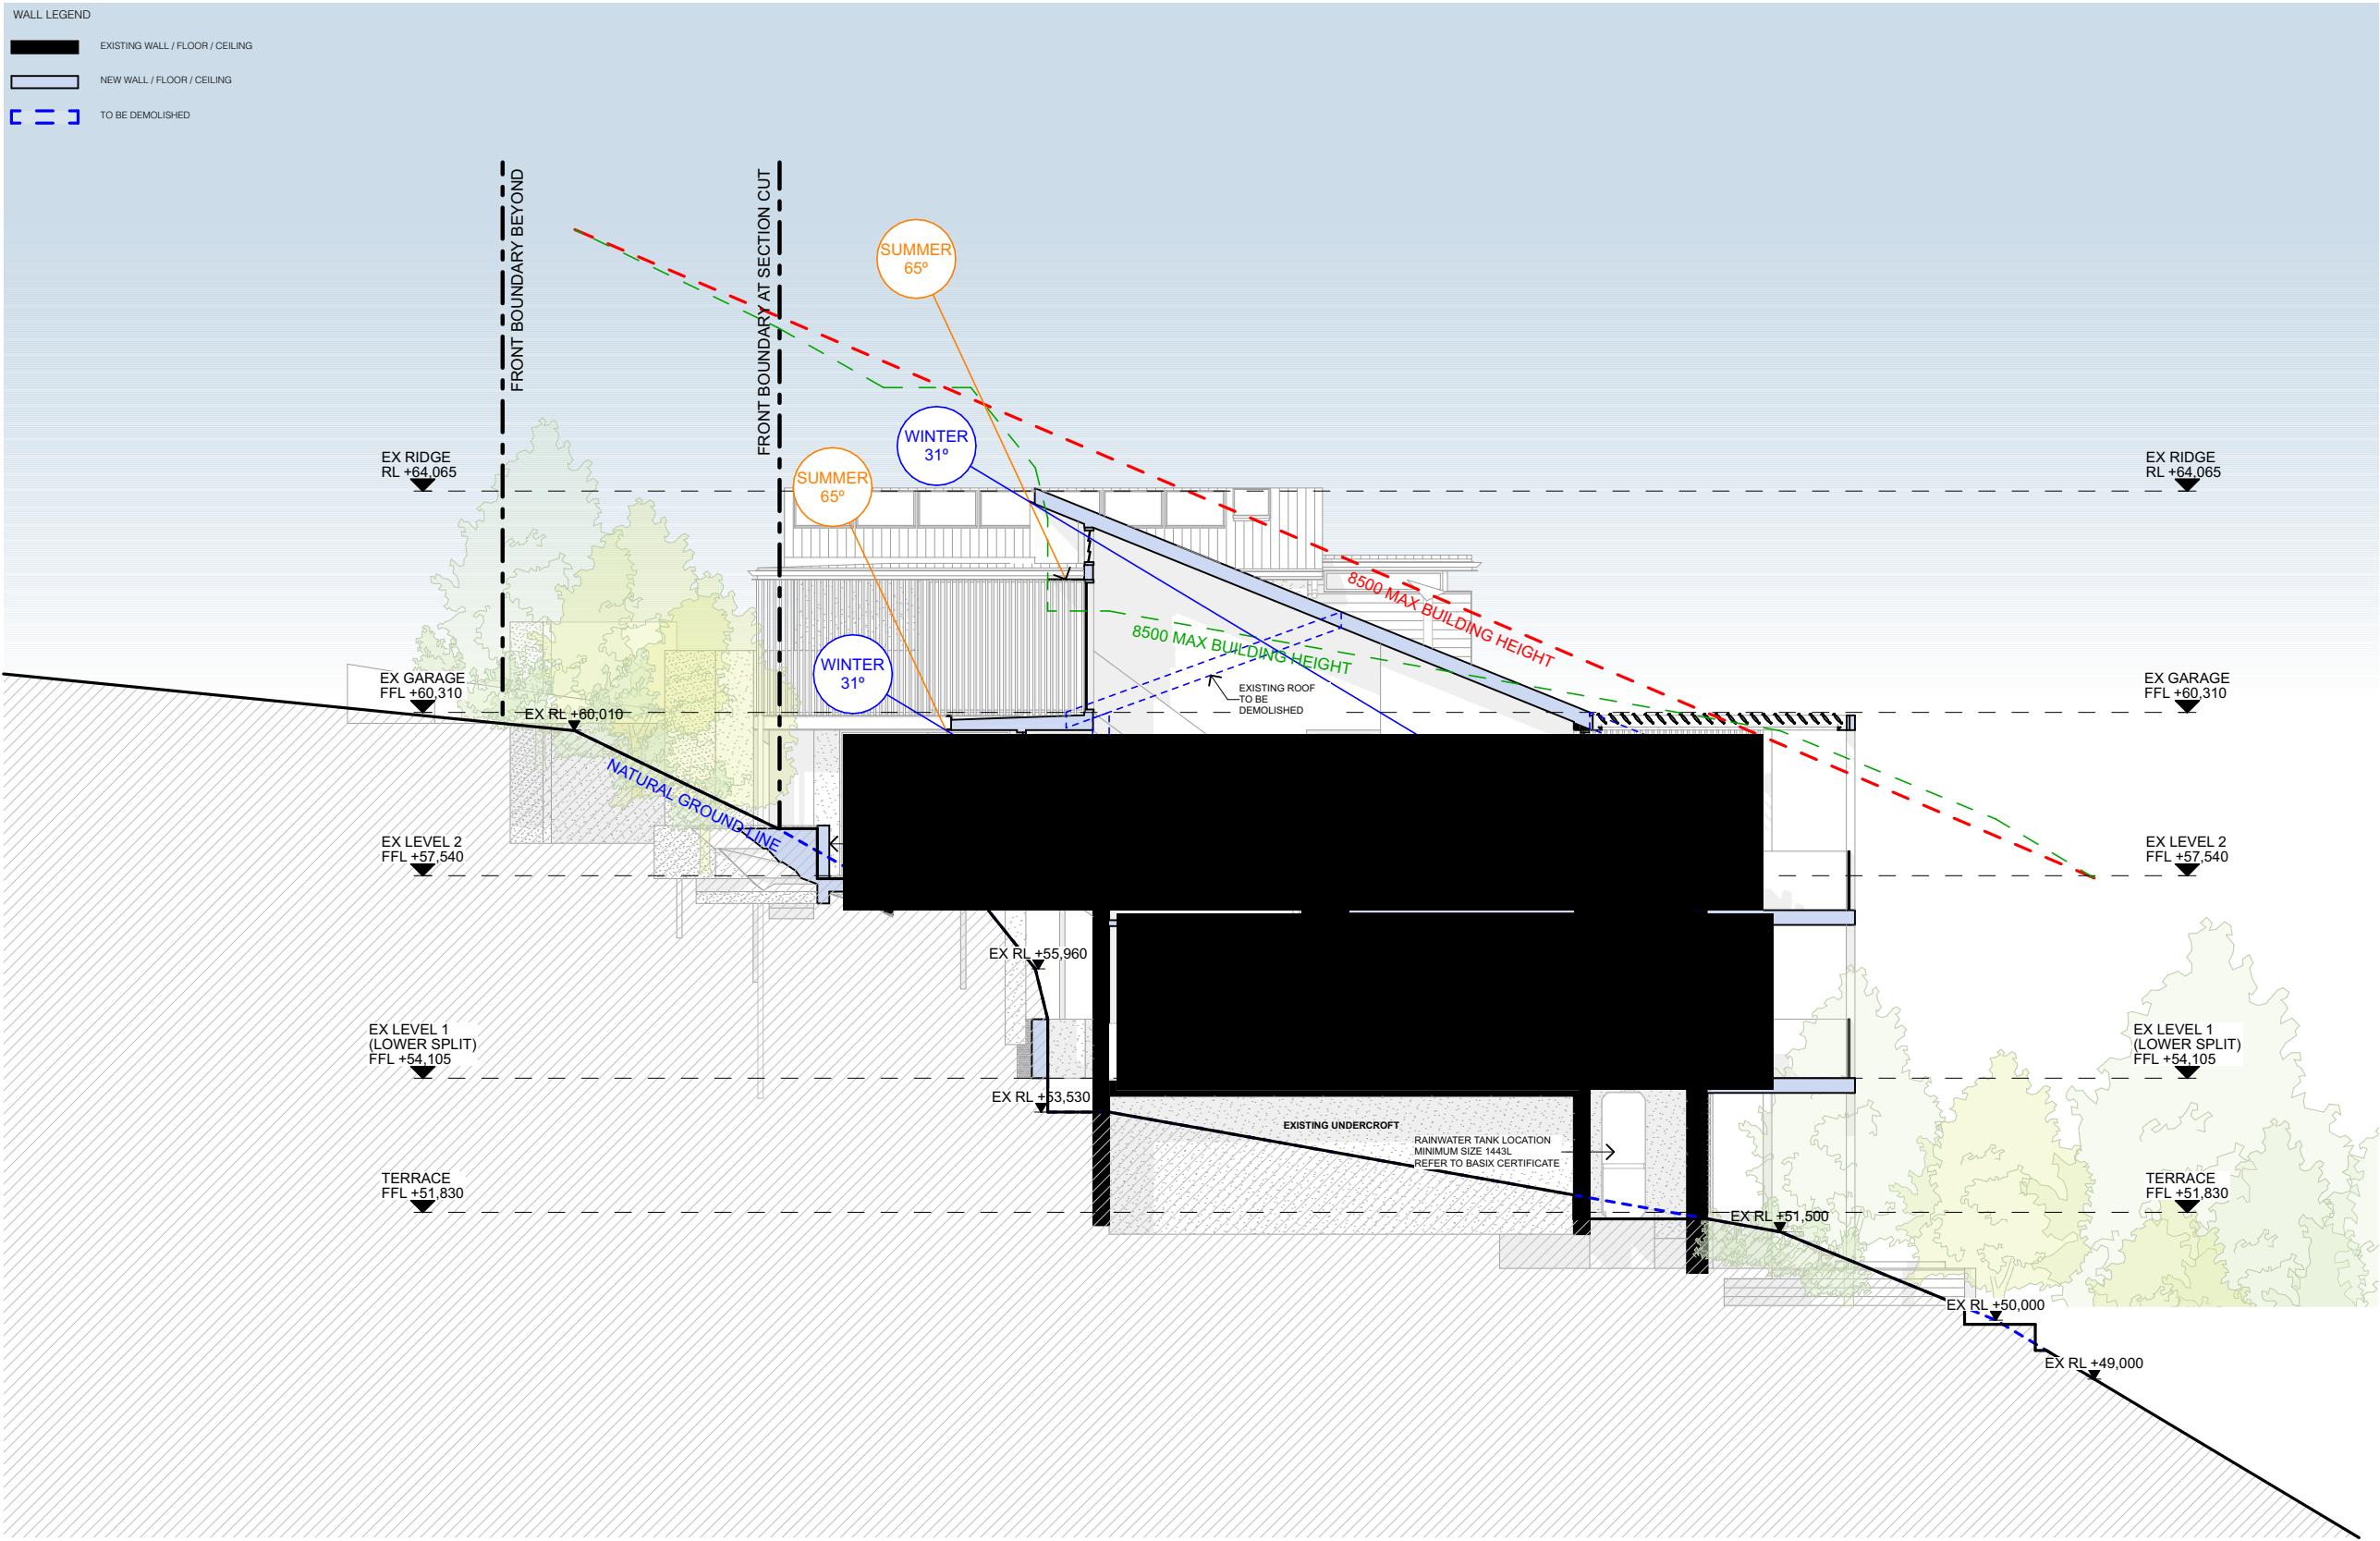 WALL LEGEND
EXISTING WALL / FLOOR / CEILING
NEW WALL / FLOOR / CEILING
TO BE DEMOLISHED
FRONT BOUNDARY BEYOND
FRONT BOUNDARY AT SECTION CUT
SUMMER
65º
WINTER
31º
SUMMER
65º
WINTER
31º
EX RIDGE
RL +64,065
EX RIDGE
RL +64,065
8500 MAX BUILDING HEIGHT
8500 MAX BUILDING HEIGHT
EXISTING ROOF
TO BE
DEMOLISHED
EX GARAGE
FFL +60,310
EX GARAGE
FFL +60,310
EX RL +60,010
NATURAL GROUND LINE
EX LEVEL 2
FFL +57,540
EX LEVEL 2
FFL +57,540
EX RL +55,960
EX LEVEL 1
(LOWER SPLIT)
FFL +54,105
EX LEVEL 1
(LOWER SPLIT)
FFL +54,105
EX RL +53,530
EXISTING UNDERCROFT
RAINWATER TANK LOCATION
MINIMUM SIZE 1443L
REFER TO BASIX CERTIFICATE
TERRACE
FFL +51,830
TERRACE
FFL +51,830
EX RL +51,500
EX RL +50,000
EX RL +49,000